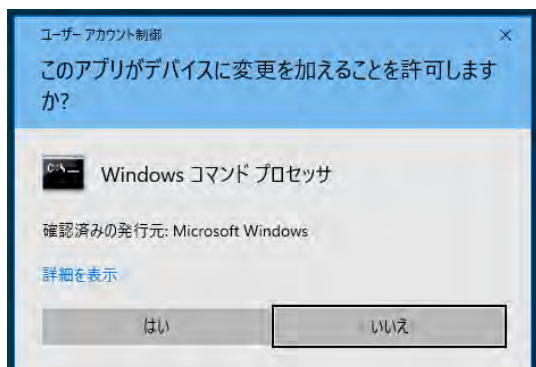 ユーザー アカウント制御
このアプリがデバイスに変更を加えることを許可します
か?
C:\_
Windows コマンド プロセッサ
確認済みの発行元: Microsoft Windows
詳細を表示
はい
いいえ